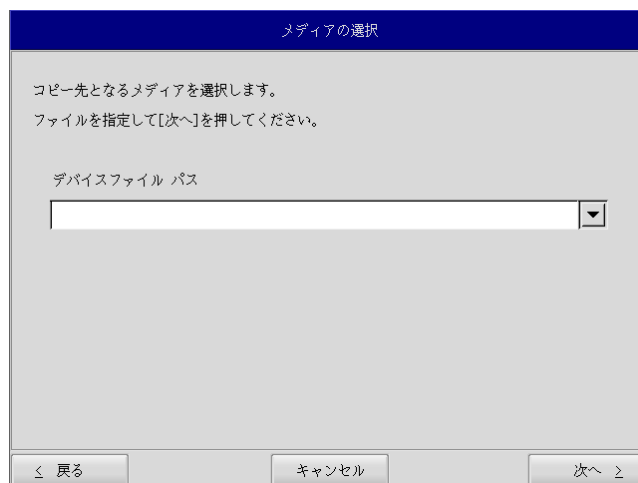 メディアの選択
コピー先となるメディアを選択します。
ファイルを指定して[次へ]を押してください。
デバイスファイル パス
< 戻る
キャンセル
次へ >